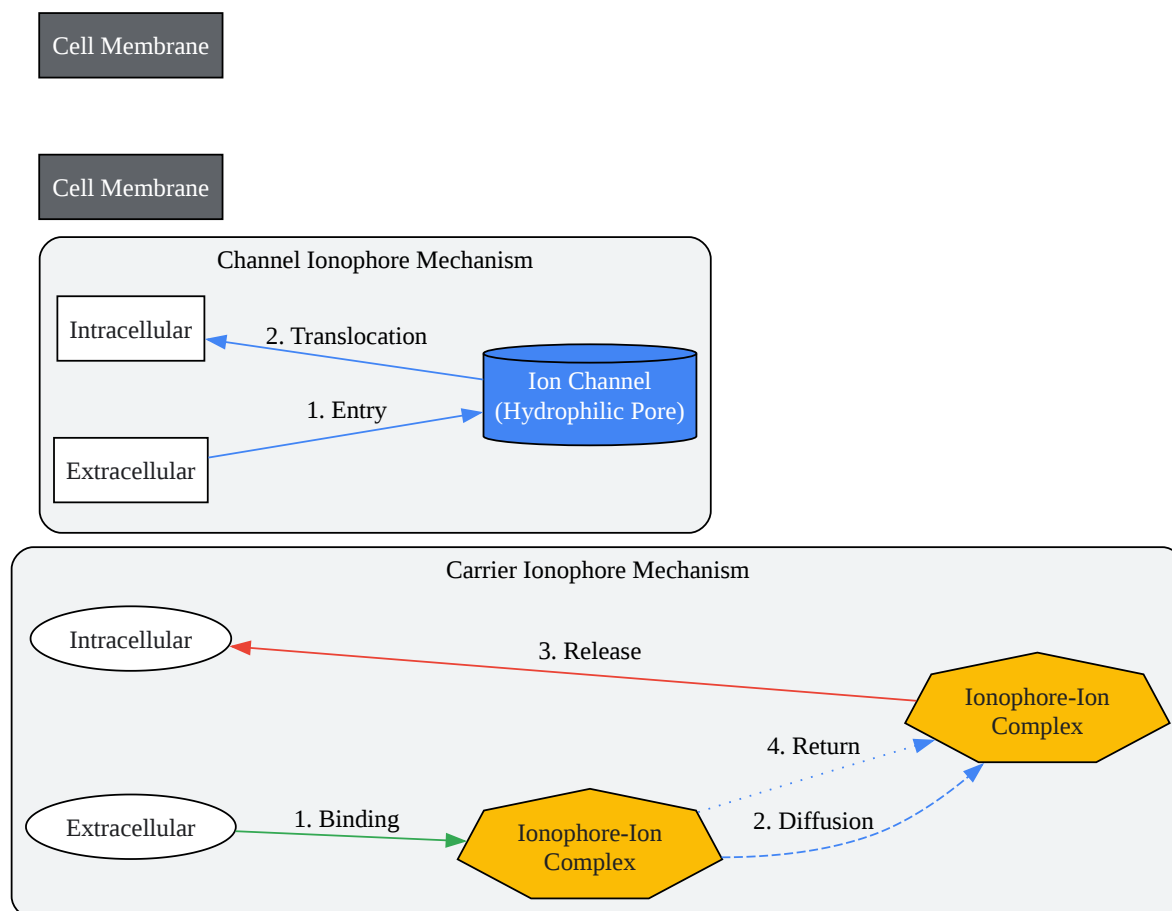 Cell Membrane
Cell Membrane
Channel Ionophore Mechanism
Intracellular
2. Translocation
Ion Channel
(Hydrophilic Pore)
1. Entry
Extracellular
Carrier Ionophore Mechanism
Intracellular
3. Release
Ionophore-Ion
Complex
4. Return
Extracellular
1. Binding
2. Diffusion
Ionophore-Ion
Complex